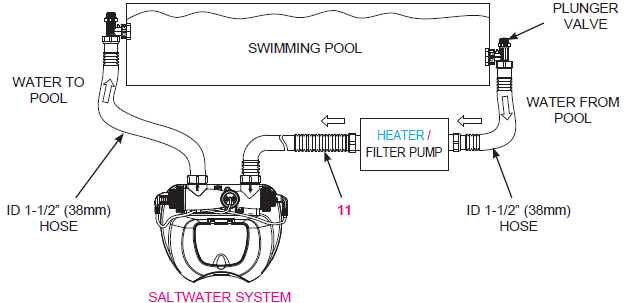 PLUNGER
VALVE
SWIMMING POOL
WATER TO
POOL
WATER FROM
POOL
HEATER /
FILTER PUMP
ID 1-1/2” (38mm)
HOSE
11
ID 1-1/2” (38mm)
HOSE
SALTWATER SYSTEM